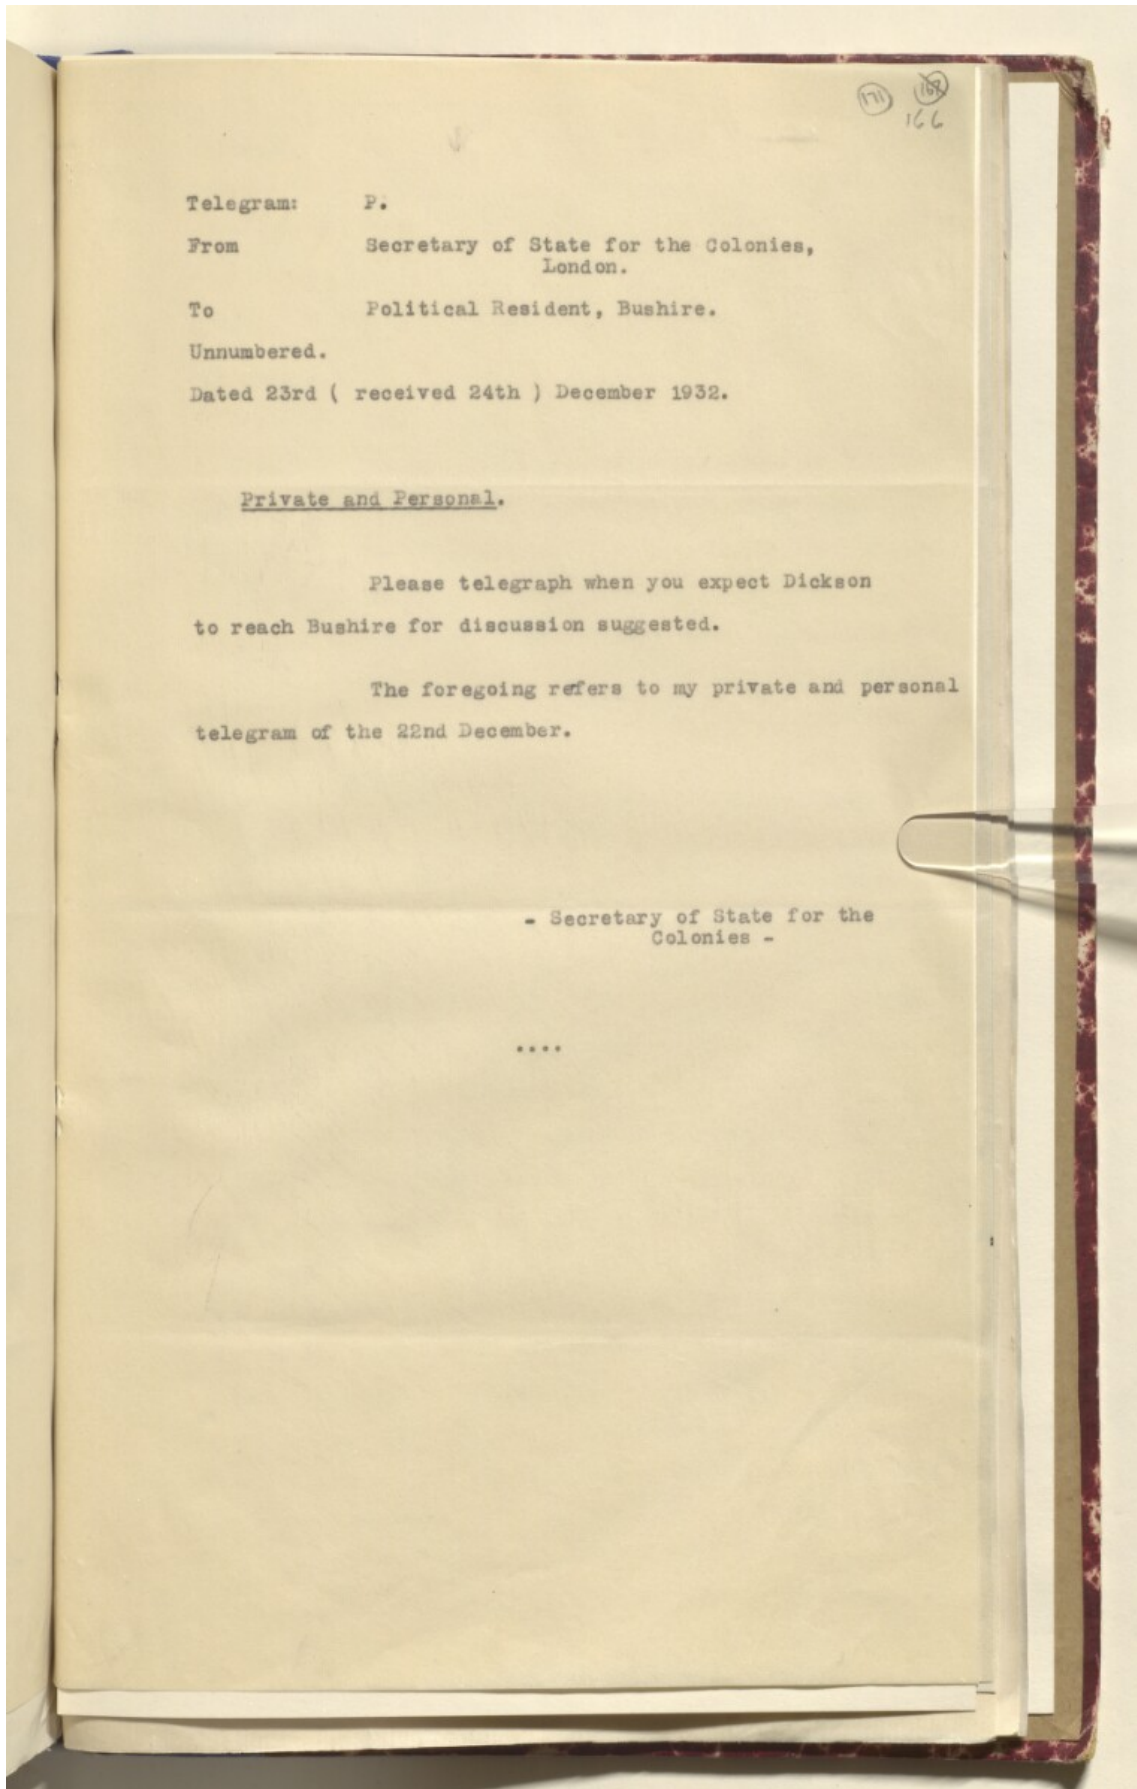 171 167
166
Telegram: P.
From Secretary of State for the Colonies,
London.
To Political Resident, Bushire.
Unnumbered.
Dated 23rd ( received 24th ) December 1932.
Private and Personal.
Please telegraph when you expect Dickson
to reach Bushire for discussion suggested.
The foregoing refers to my private and personal
telegram of the 22nd December.
- Secretary of State for the
Colonies -
....